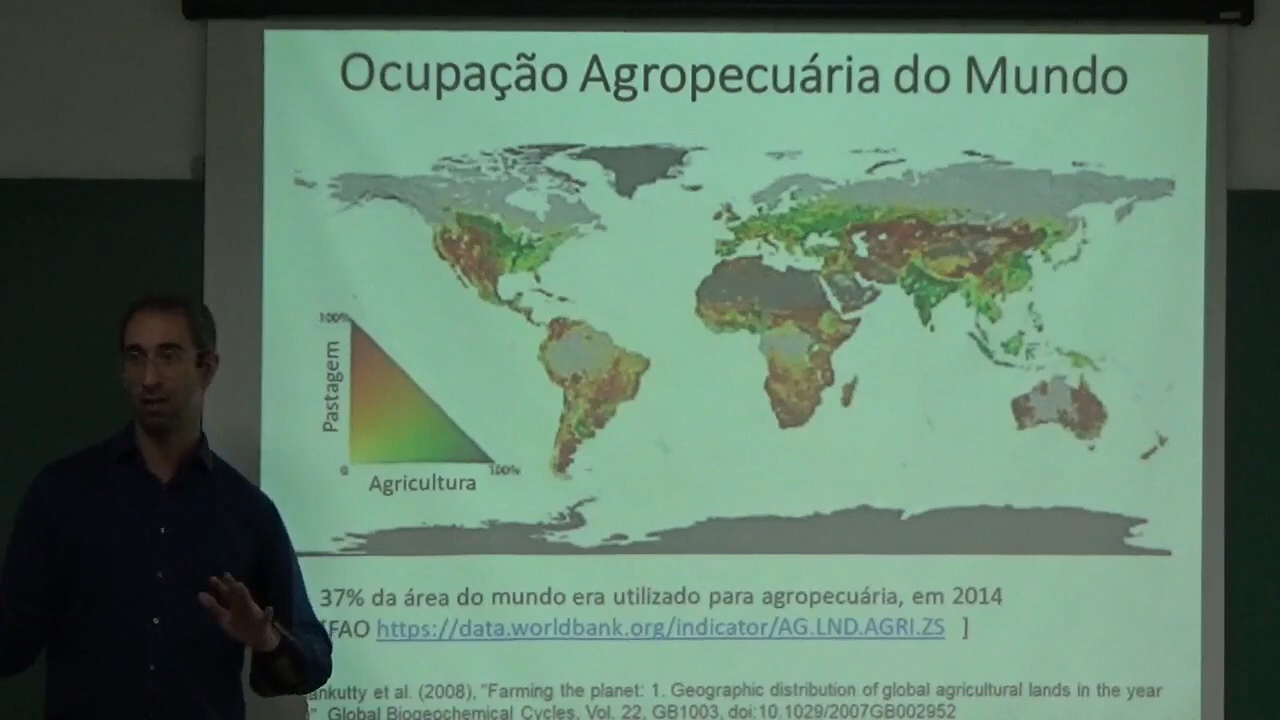 Ocupação Agropecuária do Mundo
100%
Pastagem
0
100%
Agricultura
37% da área do mundo era utilizado para agropecuária, em 2014
[FAO https://data.worldbank.org/indicator/AG.LND.AGRI.ZS ]
ankutty et al. (2008), "Farming the planet: 1. Geographic distribution of global agricultural lands in the year
", Global Biogeochemical Cycles, Vol. 22, GB1003, doi:10.1029/2007GB002952